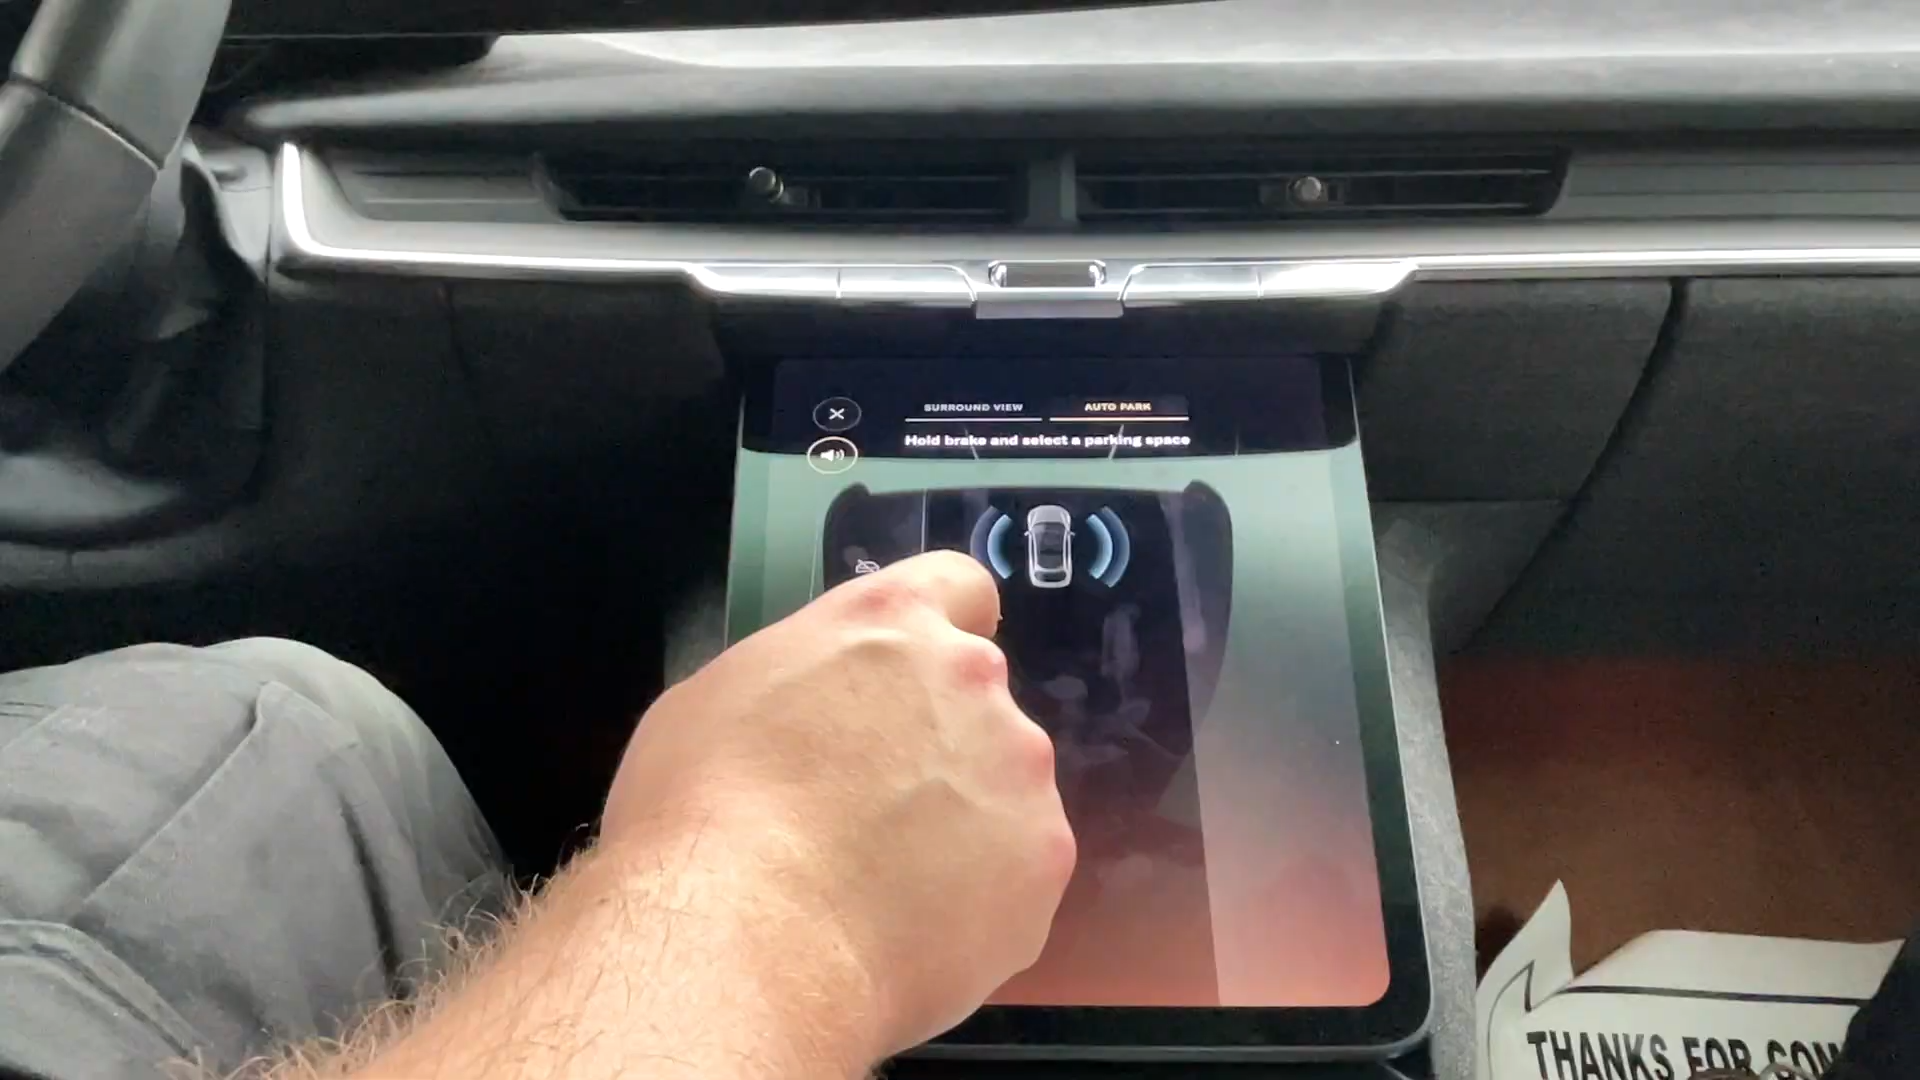 SURROUND VIEW
AUTO PARK
Hold brake and select a parking space
THANKS FOR